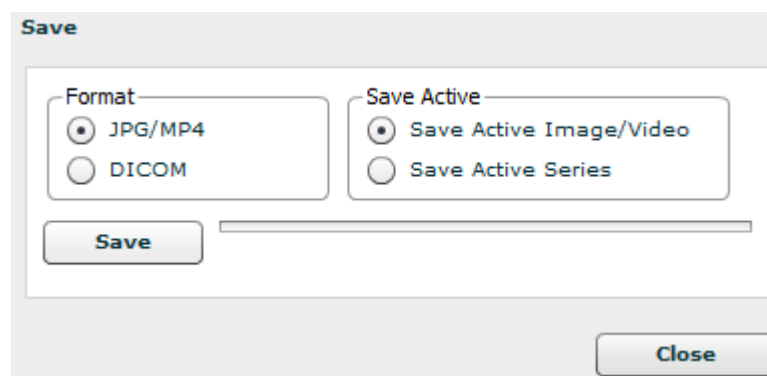 Save
Format
JPG/MP4
DICOM
Save Active
Save Active Image/Video
Save Active Series
Save
Close